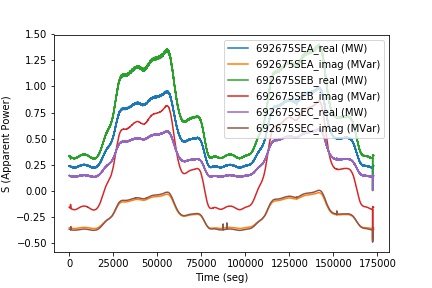 1.50
1.25
1.00
0.75
0.50
0.25
0.00
−0.25
−0.50
S (Apparent Power)
692675SEA_real (MW)
692675SEA_imag (MVar)
692675SEB_real (MW)
692675SEB_imag (MVar)
692675SEC_real (MW)
692675SEC_imag (MVar)
0 25000 50000 75000 100000 125000 150000 175000
Time (seg)